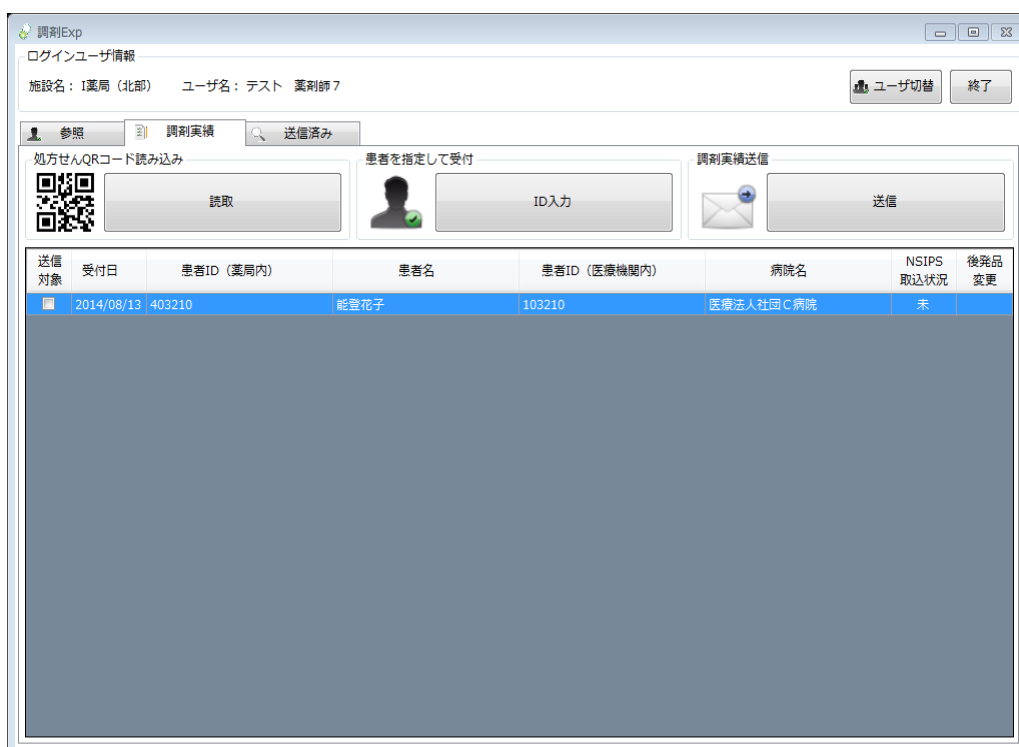 調剤Exp
ログインユーザ情報
施設名： I薬局（北部） ユーザ名： テスト 薬剤師７
ユーザ切替 終了
参照 調剤実績 送信済み
処方せんQRコード読み込み 患者を指定して受付 調剤実績送信
読取 ID入力 送信
送信対象 受付日 患者ID（薬局内） 患者名 患者ID（医療機関内） 病院名 NSIPS取込状況 後発品変更
2014/08/13 403210 能登花子 103210 医療法人社団Ｃ病院 未